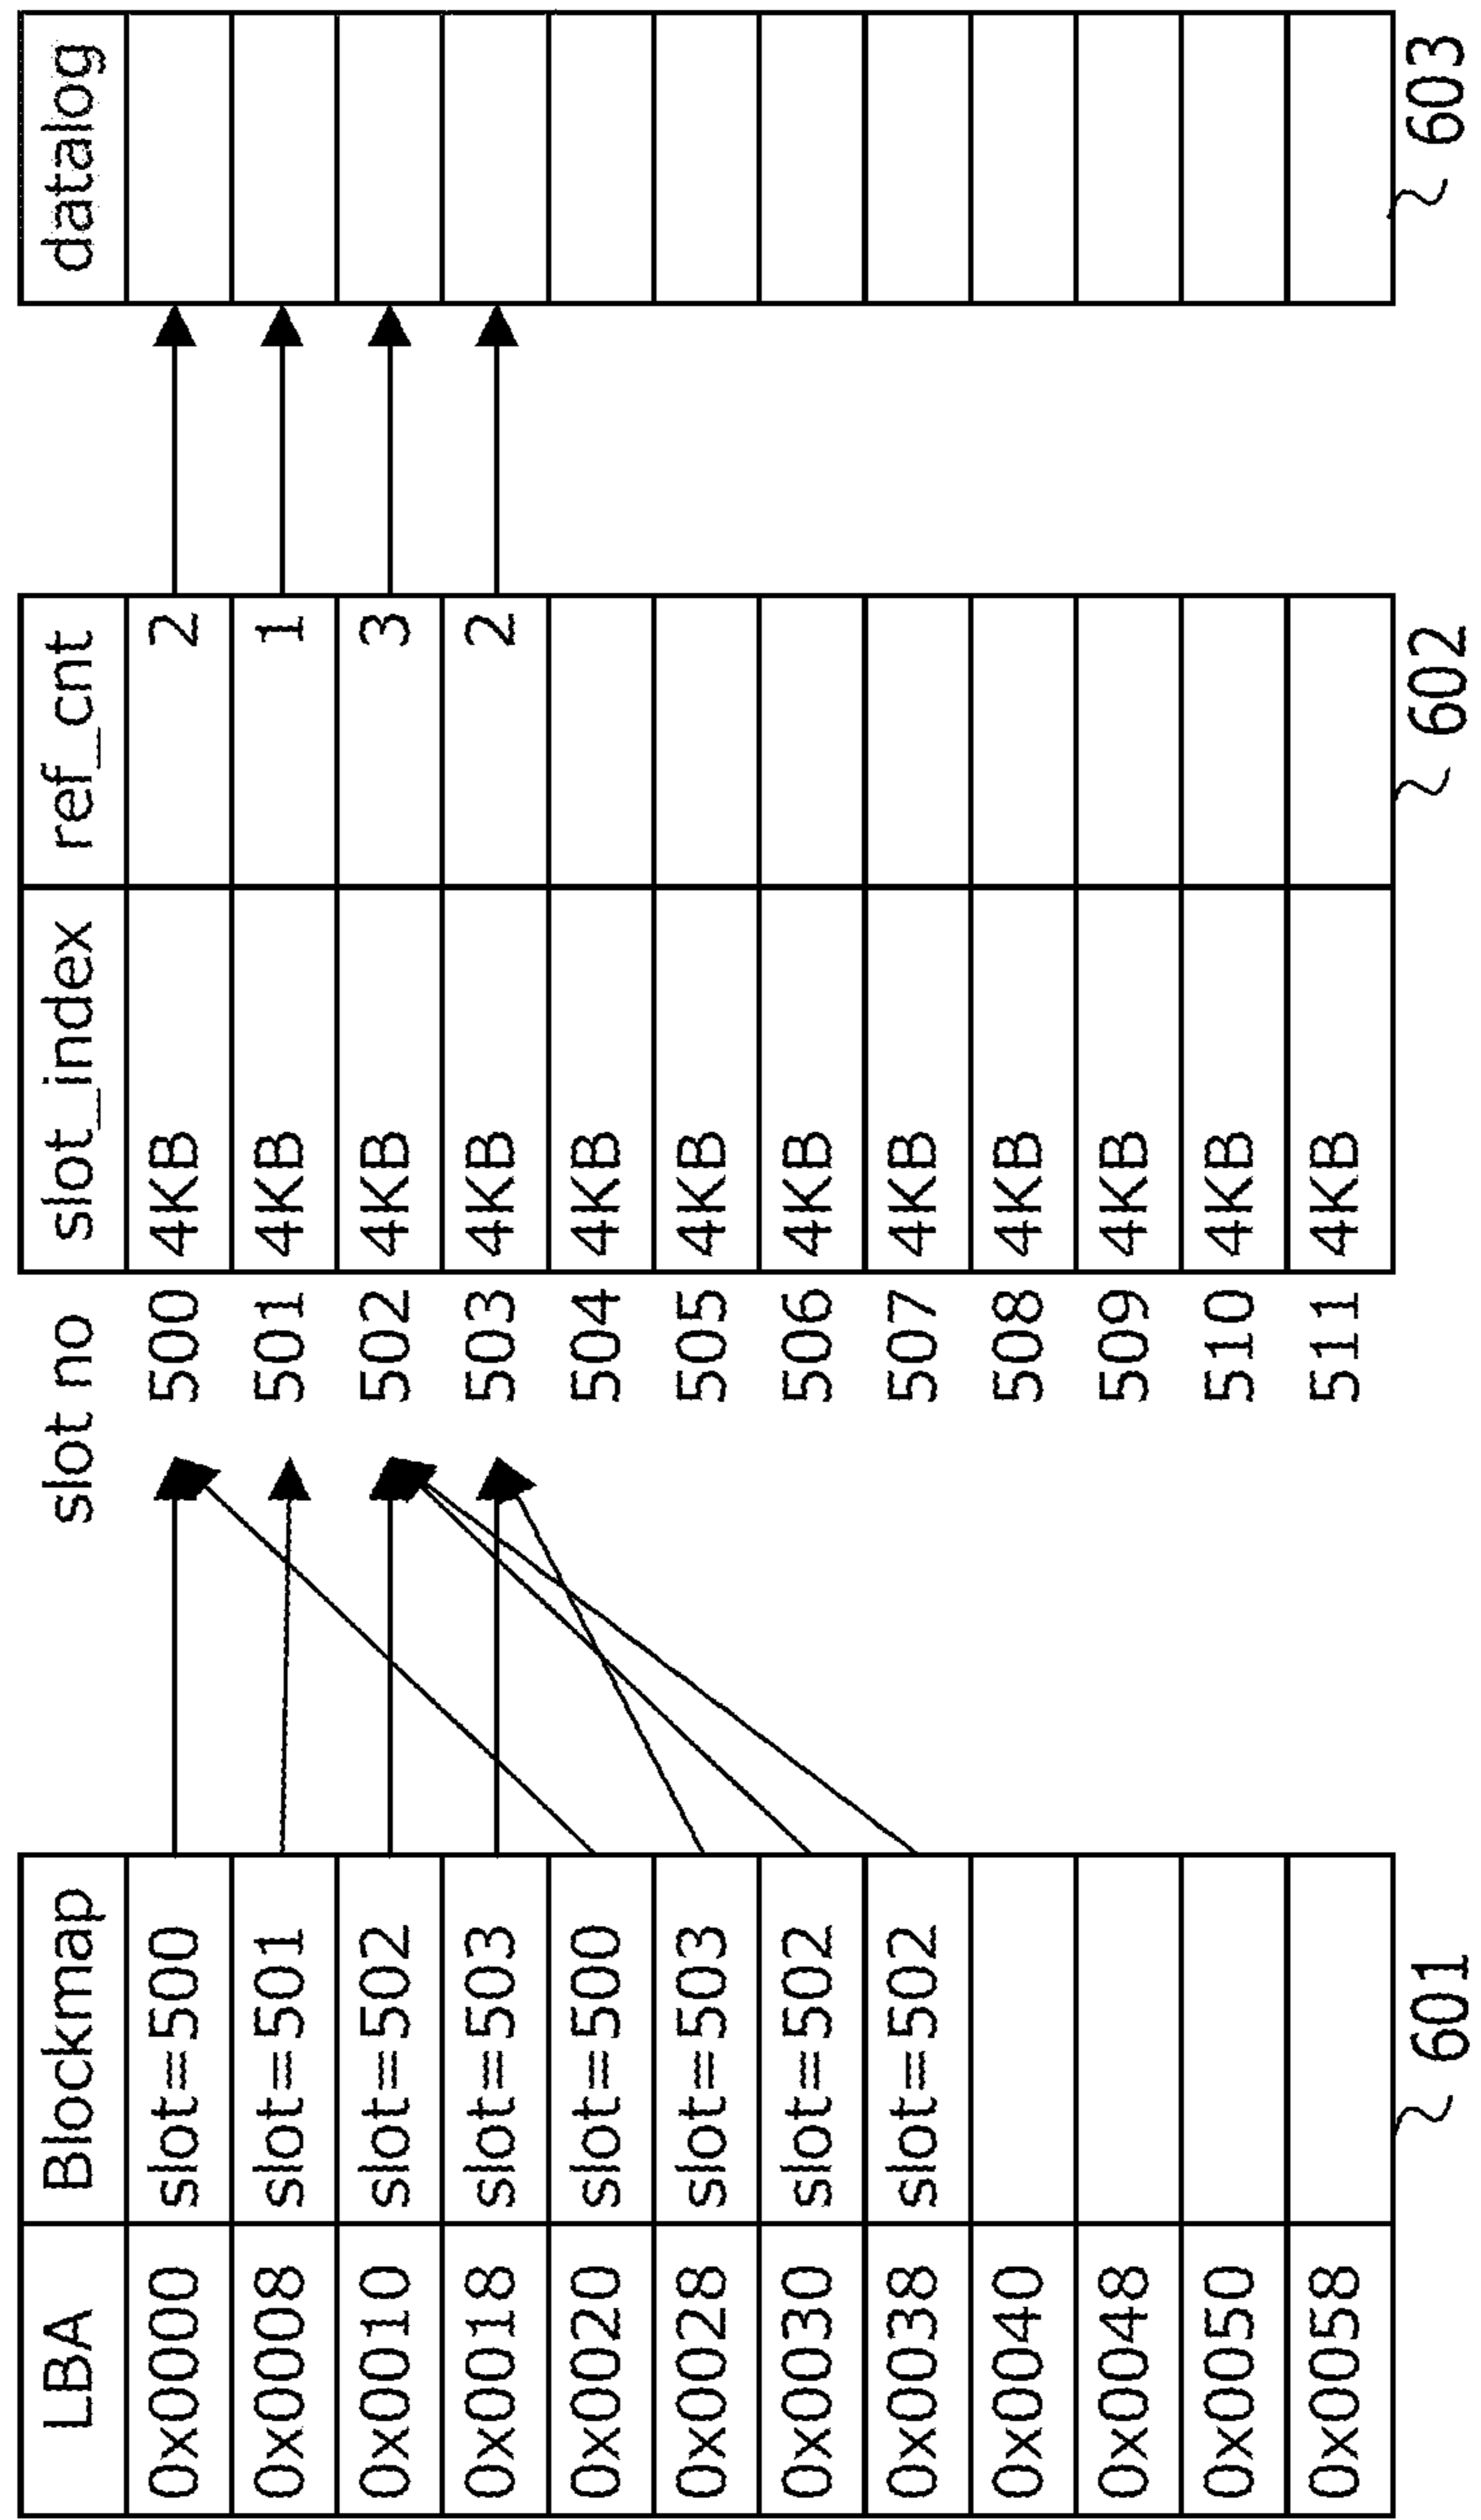 LBA Blockmap slot no slot_index ref_cnt datalog
0x0000 slot=500 500 4KB 2
0x0008 slot=501 501 4KB 1
0x0010 slot=502 502 4KB 3
0x0018 slot=503 503 4KB 2
0x0020 slot=500 504 4KB
0x0028 slot=503 505 4KB
0x0030 slot=502 506 4KB
0x0038 slot=502 507 4KB
0x0040 508 4KB
0x0048 509 4KB
0x0050 510 4KB
0x0058 511 4KB
601 602 603